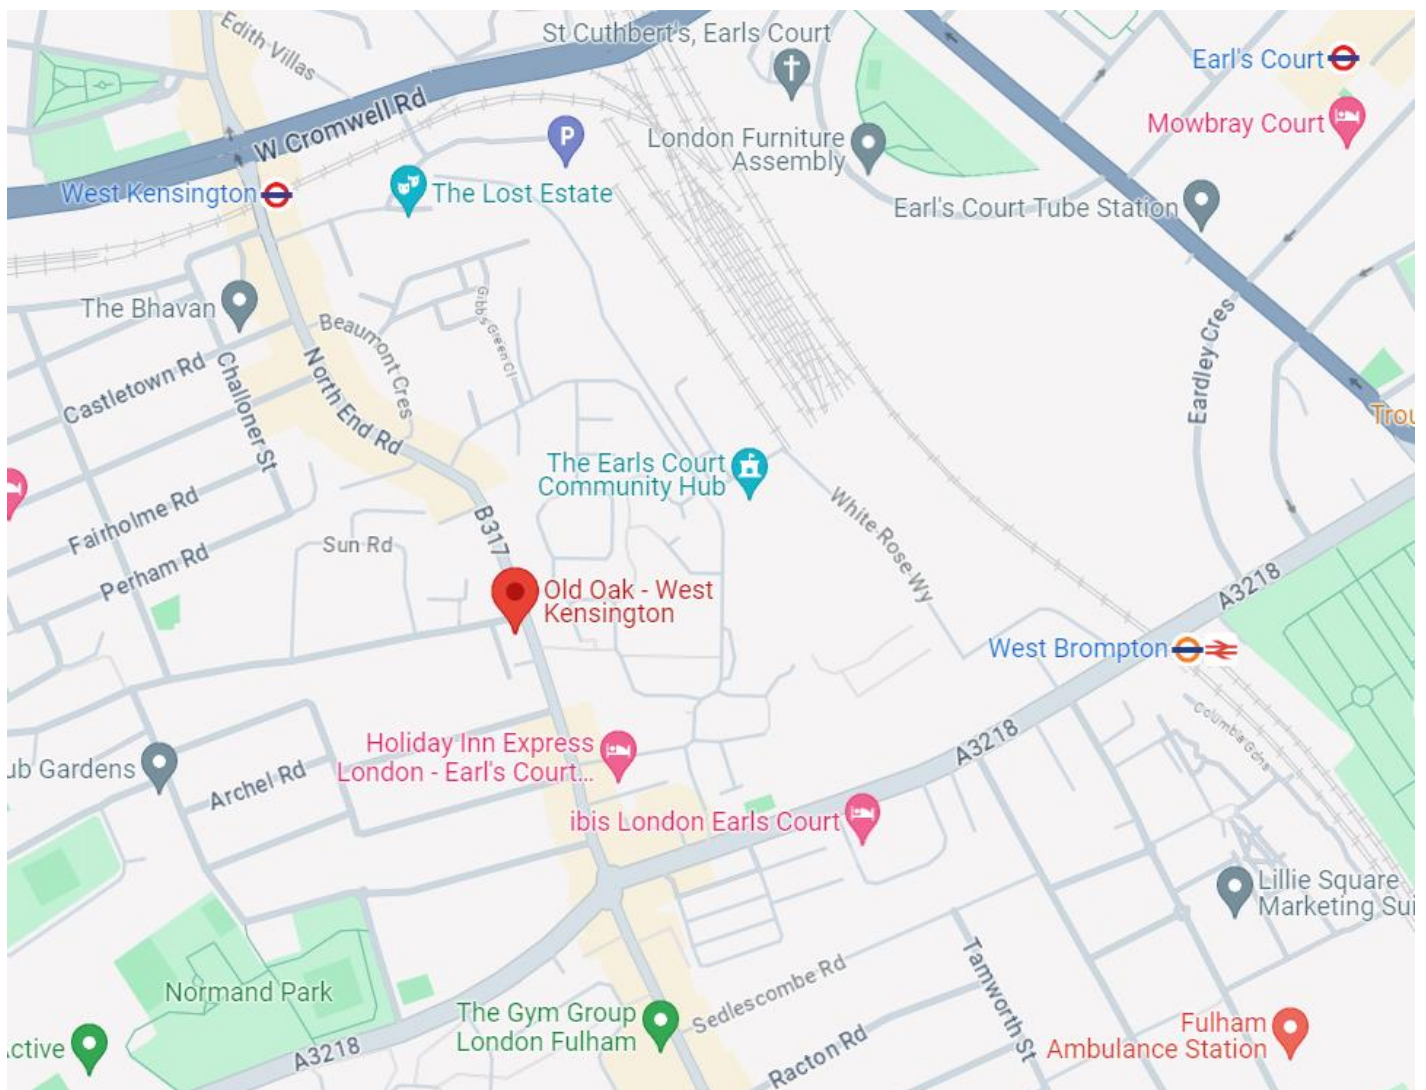 Edith Villas
St Cuthbert's, Earls Court
Earl's Court
W Cromwell Rd
P
London Furniture
Assembly
Mowbray Court
West Kensington
The Lost Estate
Earl's Court Tube Station
The Bhavan
Gibbs Green Cl
Beaumont Cres
Castletown Rd
Challoner St
North End Rd
Eardley Cres
Trou
The Earls Court
Community Hub
Fairholme Rd
B317
White Rose Wy
Sun Rd
Perham Rd
Old Oak - West
Kensington
A3218
West Brompton
Columbia Gdns
Holiday Inn Express
London - Earl's Court...
A3218
ub Gardens
Archel Rd
ibis London Earls Court
Lillie Square
Marketing Sui
Normand Park
Sedlescombe Rd
Tamworth St
The Gym Group
London Fulham
Fulham
Ambulance Station
Active
A3218
Racton Rd